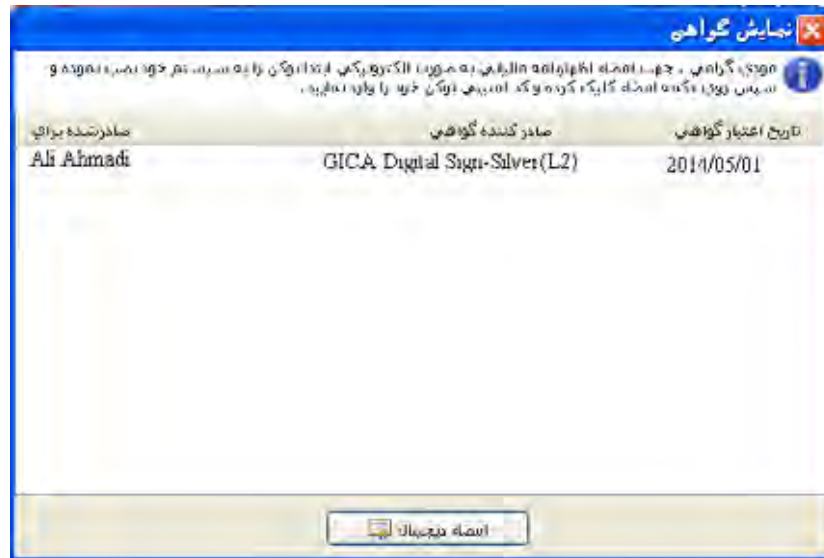 نمایش گواهی
مودی گرامی ، جهت امضاء اظهارنامه مالیاتی به صورت الکترونیکی ابتدا توکن را به سیستم خود نصب نموده و
سپس روی دکمه امضاء کلیک کرده و کد امنیتی توکن خود را وارد نمایید.
تاریخ اعتبار گواهی صادر کننده گواهی صادرشده برای
2014/05/01 GICA Digital Sign-Silver(L2) Ali Ahmadi
امضاء دیجیتال